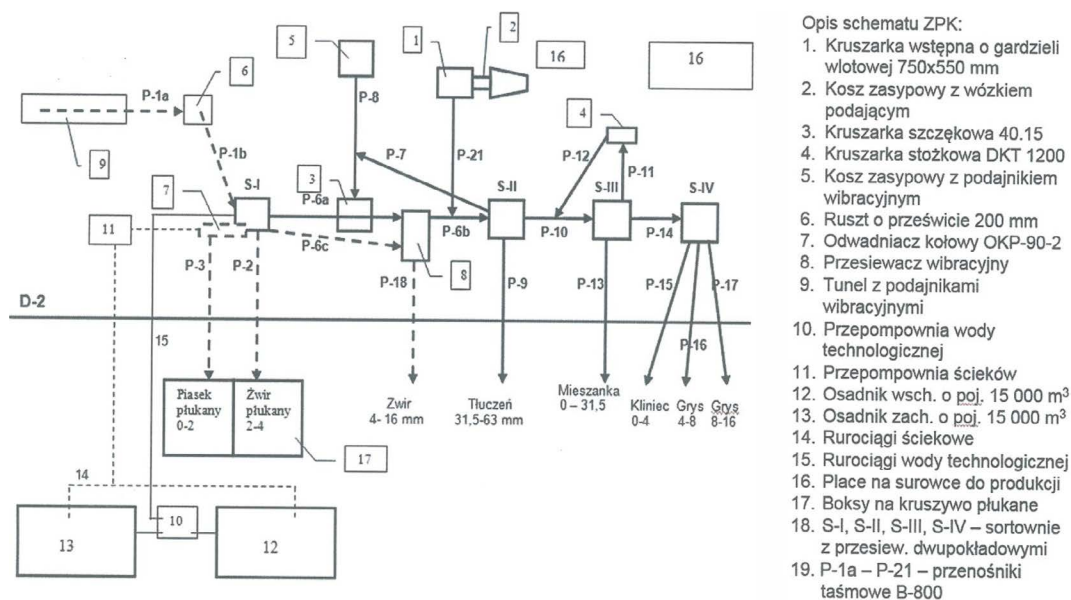 5
1
2
16
16
6
P-1a
P-8
4
P-12
P-1b
P-7
P-21
P-11
9
7
3
S-I
S-II
S-III
S-IV
P-6a
11
P-6b
P-10
P-14
P-6c
P-3
P-2
P-18
8
P-9
P-13
P-15
P-17
D-2
15
P-16
Piasek
płukany
0-2
Żwir
płukany
2-4
Zwir
4- 16 mm
Tłuczeń
31,5-63 mm
Mieszanka
0 – 31,5
Kliniec
0-4
Grys
4-8
Grys
8-16
17
14
10
13
12
Opis schematu ZPK:
1. Kruszarka wstępna o gardzieli
wlotowej 750x550 mm
2. Kosz zasypowy z wózkiem
podającym
3. Kruszarka szczękowa 40.15
4. Kruszarka stożkowa DKT 1200
5. Kosz zasypowy z podajnikiem
wibracyjnym
6. Ruszt o prześwicie 200 mm
7. Odwadniacz kołowy OKP-90-2
8. Przesiewacz wibracyjny
9. Tunel z podajnikami
wibracyjnymi
10. Przepompownia wody
technologicznej
11. Przepompownia ścieków
12. Osadnik wsch. o poj. 15 000 m³
13. Osadnik zach. o poj. 15 000 m³
14. Rurociągi ściekowe
15. Rurociągi wody technologicznej
16. Place na surowce do produkcji
17. Boksy na kruszywo płukane
18. S-I, S-II, S-III, S-IV – sortownie
z przesiew. dwupokładowymi
19. P-1a – P-21 – przenośniki
taśmowe B-800